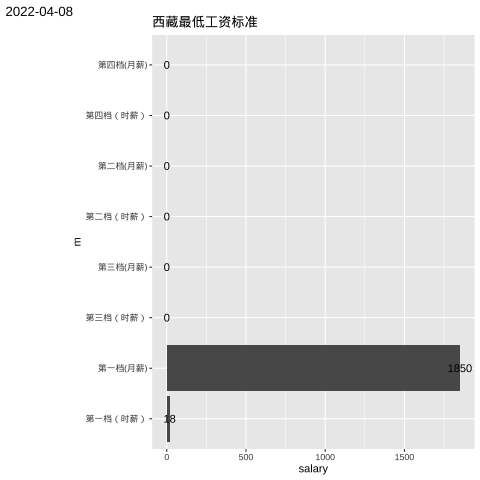 2022-04-08
西藏最低工资标准
第四档(月薪)
0
第四档（时薪）
0
第二档(月薪)
0
第二档（时薪）
0
m
第三档(月薪)
0
第三档（时薪）
0
第一档(月薪)
1850
第一档（时薪）
18
0 500 1000 1500
salary